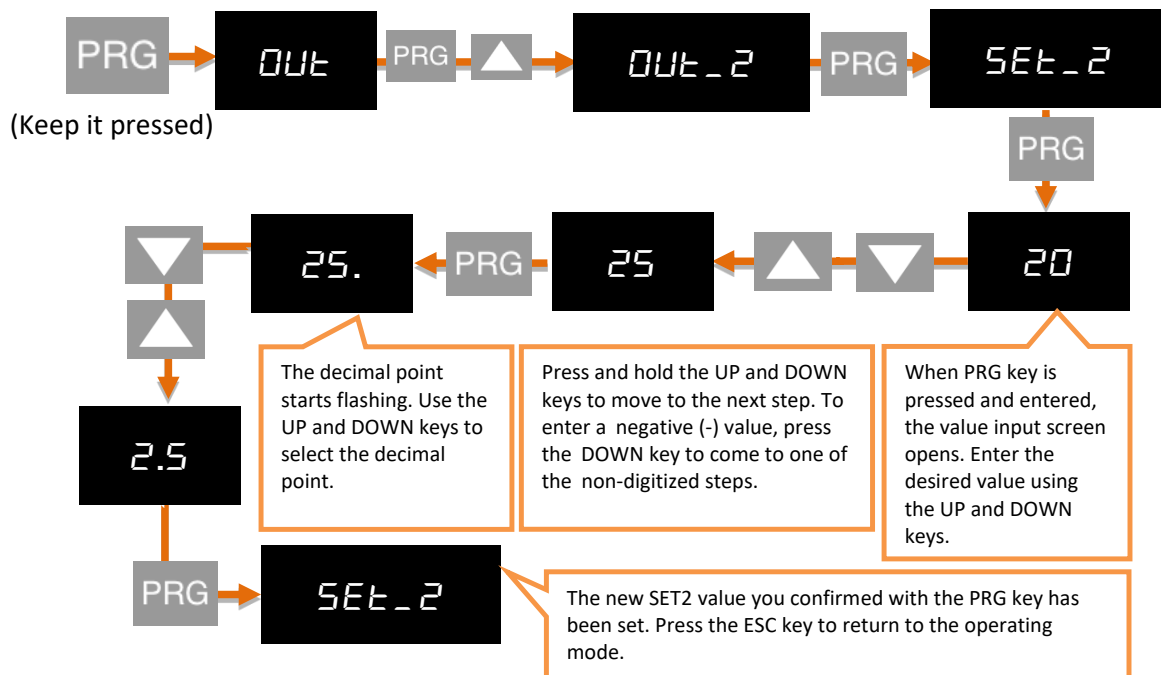 PRG
OUt
PRG
OUt_2
PRG
SEt_2
(Keep it pressed)
PRG
20
25
PRG
25.
The decimal point
starts flashing. Use the
UP and DOWN keys to
select the decimal
point.
Press and hold the UP and DOWN
keys to move to the next step. To
enter a negative (-) value, press
the DOWN key to come to one of
the non-digitized steps.
When PRG key is
pressed and entered,
the value input screen
opens. Enter the
desired value using
the UP and DOWN
keys.
2.5
PRG
SEt_2
The new SET2 value you confirmed with the PRG key has
been set. Press the ESC key to return to the operating
mode.